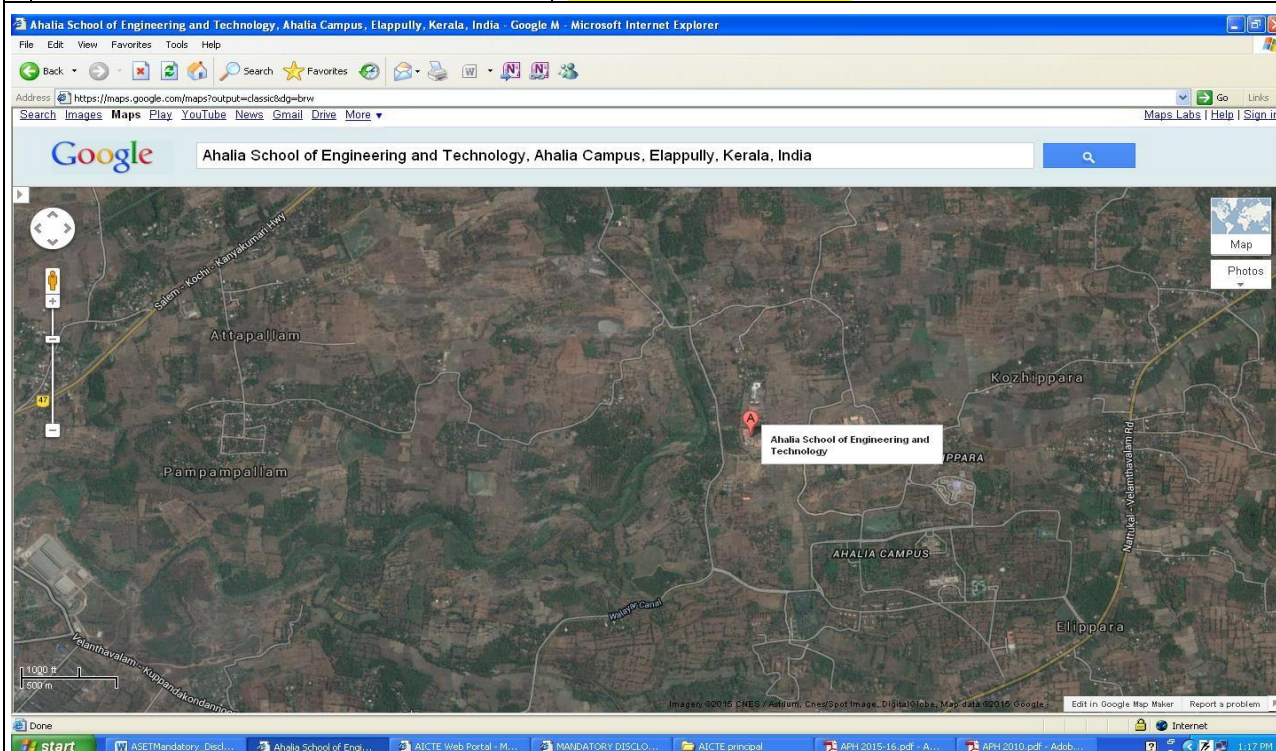 Ahalia School of Engineering and Technology, Ahalia Campus, Elappully, Kerala, India - Google M - Microsoft Internet Explorer
File Edit View Favorites Tools Help
Back Search Favorites
Address https://maps.google.com/maps?output=classic&dg=brw Go Links
Search Images Maps Play YouTube News Gmail Drive More Maps Labs | Help | Sign in
Google Ahalia School of Engineering and Technology, Ahalia Campus, Elappully, Kerala, India
Salem - Kochi - Kanyakumari Hwy
Map
Photos
Attapallam
Kozhippara
47
A
Ahalia School of Engineering and
Technology
IPPARA
Pampampallam
Nattukal - Velamthavalam Rd
AHALIA CAMPUS
Walayar Canal
Elippara
Velanthavalam - Kuppandakondannoor
1000 ft
500 m
Imagery ©2015 CNES / Astrium, Cnes/Spot Image, DigitalGlobe, Map data ©2015 Google - Edit in Google Map Maker Report a problem
Done Internet
start ASETMandatory_Discl... Ahalia School of Engi... AICTE Web Portal - M... MANDATORY DISCLO... AICTE principal APH 2015-16.pdf - A... APH 2010.pdf - Adob... 1:17 PM